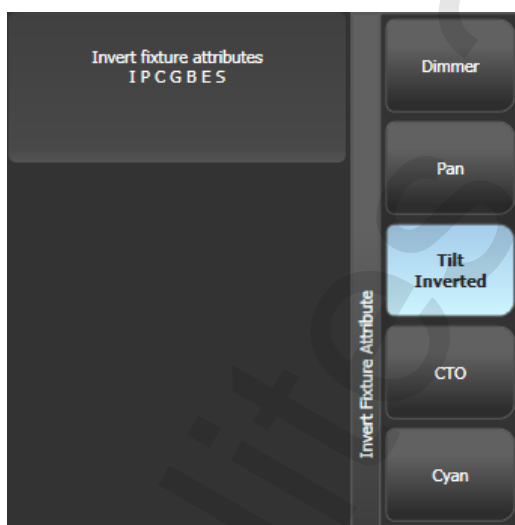 Invert fixture attributes
I P C G B E S
Invert Fixture Attribute
Dimmer
Pan
Tilt
Inverted
CTO
Cyan